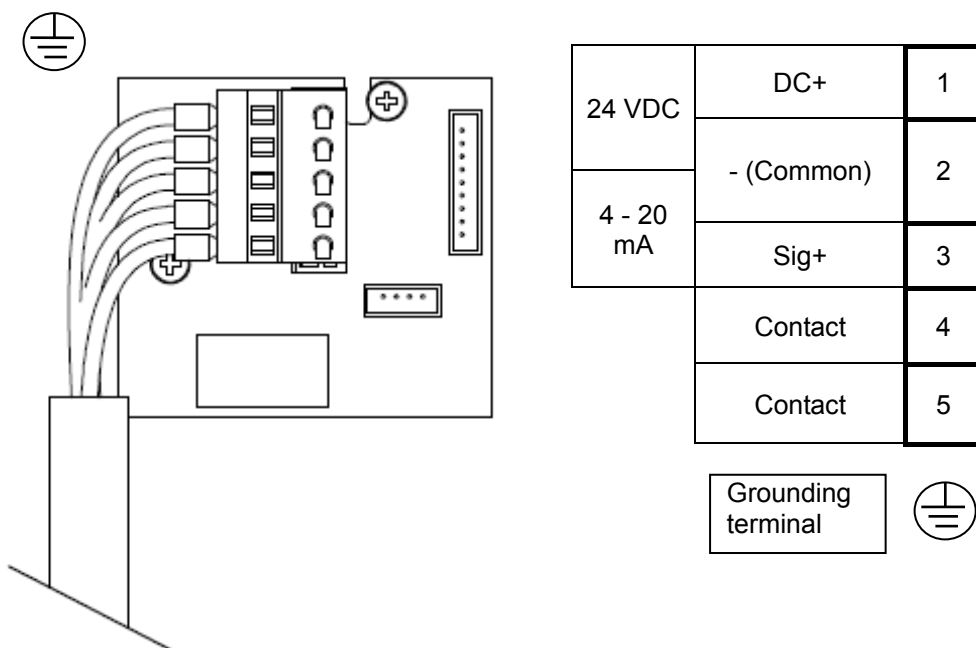 24 VDC
DC+
1
- (Common)
2
4 - 20
mA
Sig+
3
Contact
4
Contact
5
Grounding
terminal